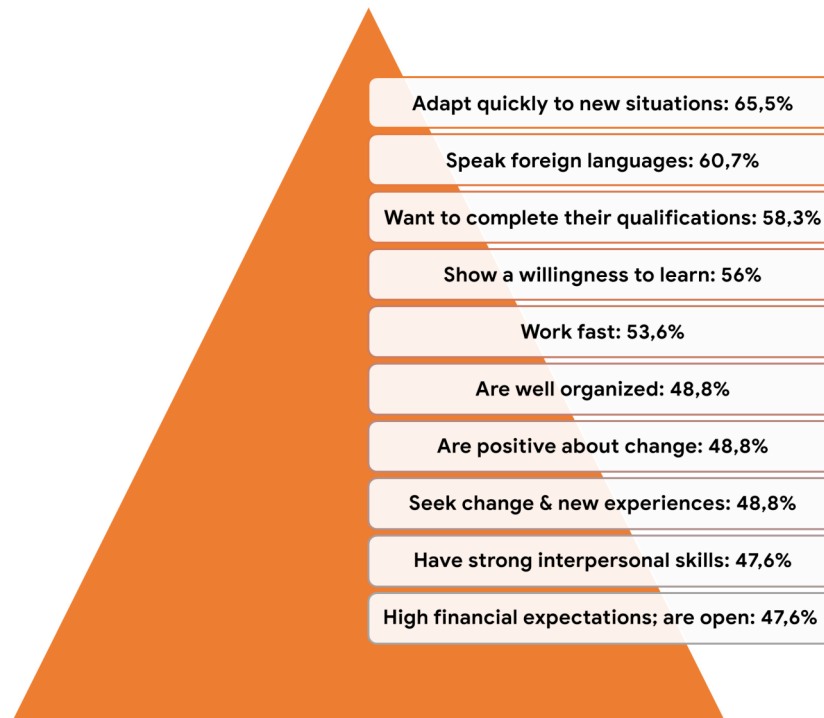 Adapt quickly to new situations: 65,5%
Speak foreign languages: 60,7%
Want to complete their qualifications: 58,3%
Show a willingness to learn: 56%
Work fast: 53,6%
Are well organized: 48,8%
Are positive about change: 48,8%
Seek change & new experiences: 48,8%
Have strong interpersonal skills: 47,6%
High financial expectations; are open: 47,6%